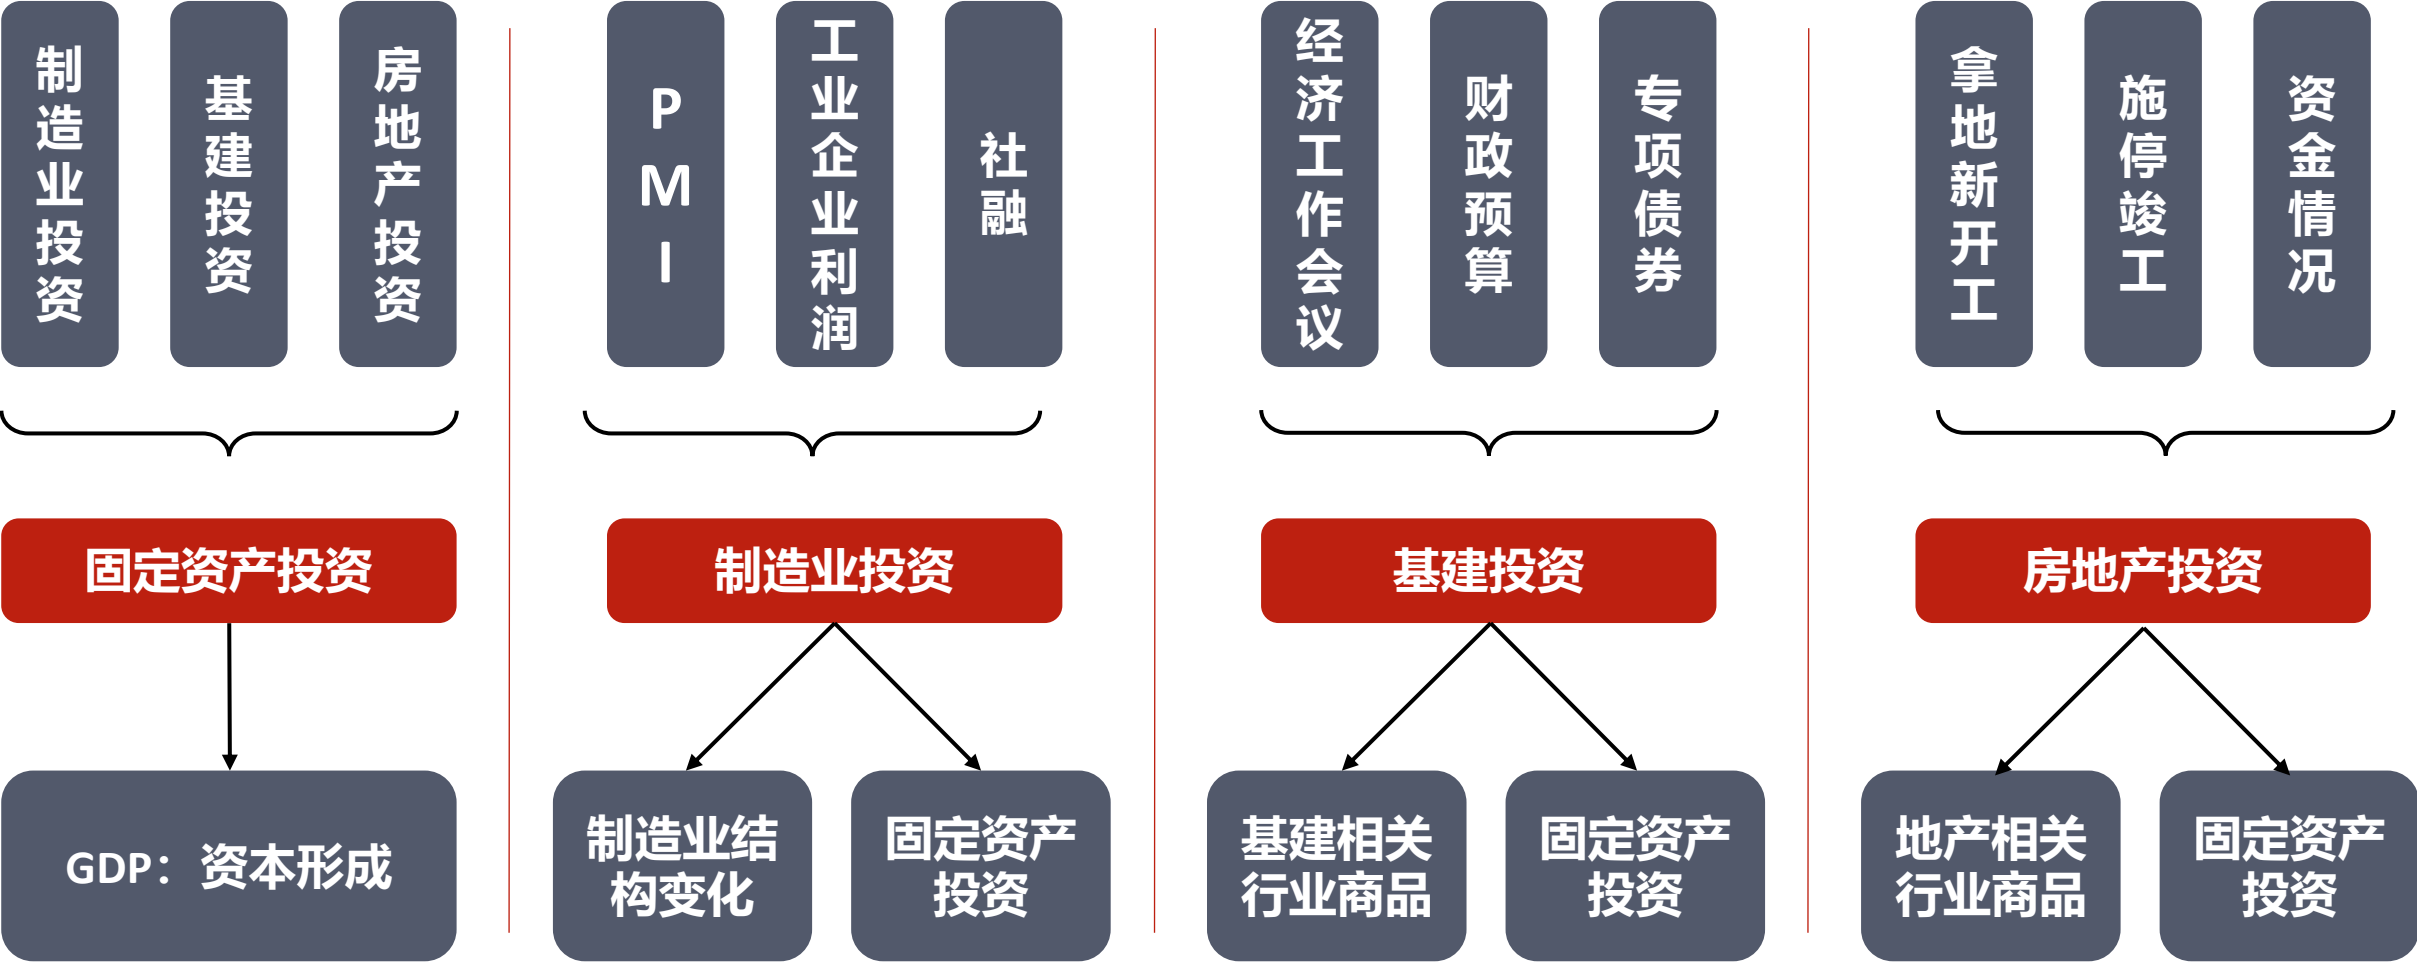 制造业投资
基建投资
房地产投资
固定资产投资
GDP：资本形成
PMI
工业企业利润
社融
制造业投资
制造业结
构变化
固定资产
投资
经济工作会议
财政预算
专项债券
基建投资
基建相关
行业商品
固定资产
投资
拿地新开工
施停竣工
资金情况
房地产投资
地产相关
行业商品
固定资产
投资